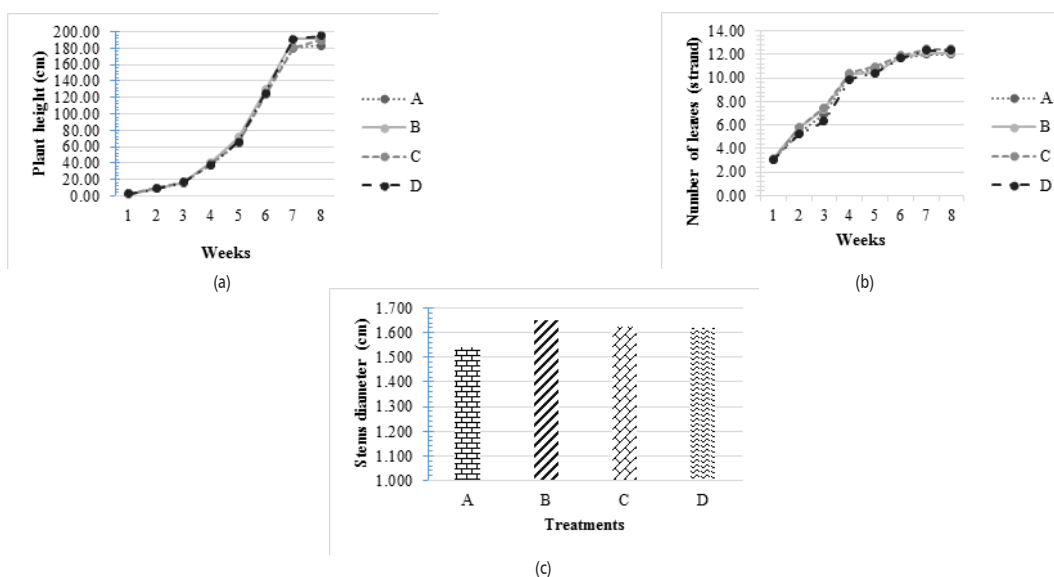 200.00
180.00
160.00
140.00
120.00
100.00
80.00
60.00
40.00
20.00
0.00
Plant height (cm)
1 2 3 4 5 6 7 8
Weeks
A
B
C
D
(a)
14.00
12.00
10.00
8.00
6.00
4.00
2.00
0.00
Number of leaves (strand)
1 2 3 4 5 6 7 8
Weeks
A
B
C
D
(b)
1.700
1.600
1.500
1.400
1.300
1.200
1.100
1.000
Stems diameter (cm)
A B C D
Treatments
(c)